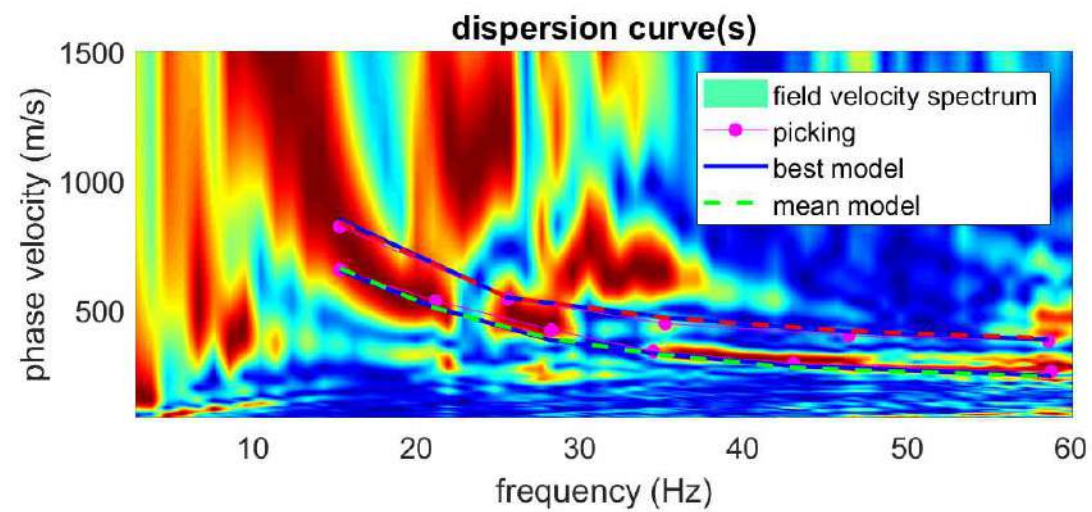 dispersion curve(s)
1500
1000
500
phase velocity (m/s)
field velocity spectrum
picking
best model
mean model
10 20 30 40 50 60
frequency (Hz)